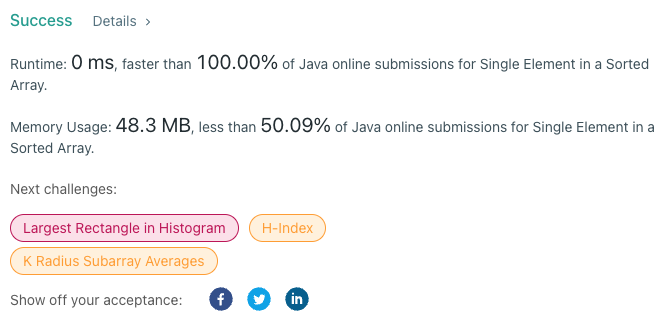 Success Details >
Runtime: 0 ms, faster than 100.00% of Java online submissions for Single Element in a Sorted
Array.
Memory Usage: 48.3 MB, less than 50.09% of Java online submissions for Single Element in a
Sorted Array.
Next challenges:
Largest Rectangle in Histogram H-Index
K Radius Subarray Averages
Show off your acceptance: f in